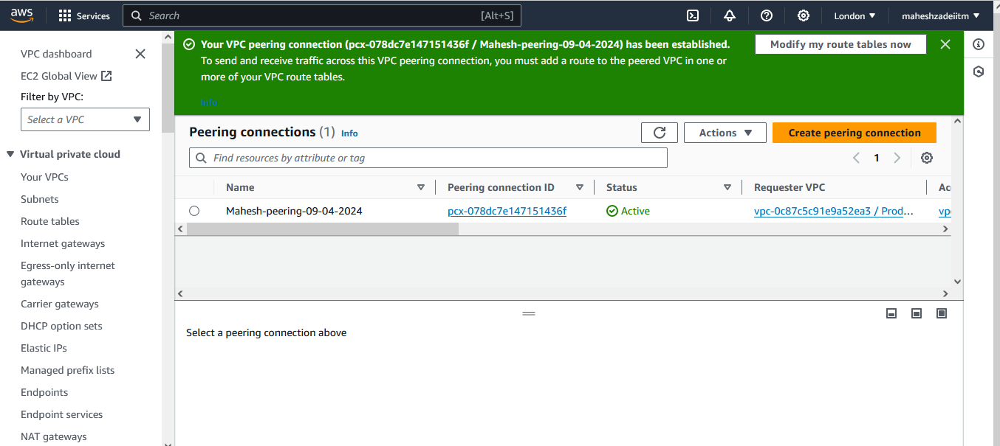 aws
Services
Search [Alt+S]
London
maheshzadeiitm
VPC dashboard
EC2 Global View
Filter by VPC:
Select a VPC
Virtual private cloud
Your VPCs
Subnets
Route tables
Internet gateways
Egress-only internet
gateways
Carrier gateways
DHCP option sets
Elastic IPs
Managed prefix lists
Endpoints
Endpoint services
NAT gateways
Your VPC peering connection (pcx-078dc7e147151436f / Mahesh-peering-09-04-2024) has been established.
To send and receive traffic across this VPC peering connection, you must add a route to the peered VPC in one or
more of your VPC route tables.
Info
Modify my route tables now
Peering connections (1) Info
Actions
Create peering connection
Find resources by attribute or tag
1
Name Peering connection ID Status Requester VPC Ac
Mahesh-peering-09-04-2024 pcx-078dc7e147151436f Active vpc-0c87c5c91e9a52ea3 / Prod... vp
Select a peering connection above